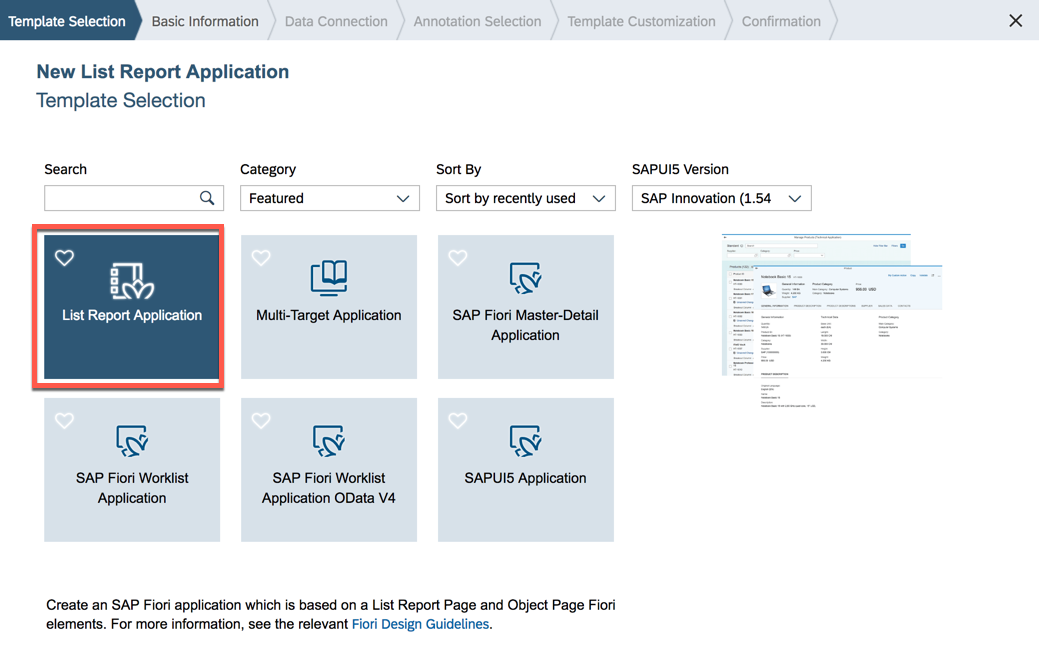 Template Selection
Basic Information
Data Connection
Annotation Selection
Template Customization
Confirmation
New List Report Application
Template Selection
Search
Category
Sort By
SAPUI5 Version
Featured
Sort by recently used
SAP Innovation (1.54
List Report Application
Multi-Target Application
SAP Fiori Master-Detail
Application
SAP Fiori Worklist
Application
SAP Fiori Worklist
Application OData V4
SAPUI5 Application
Create an SAP Fiori application which is based on a List Report Page and Object Page Fiori
elements. For more information, see the relevant Fiori Design Guidelines.